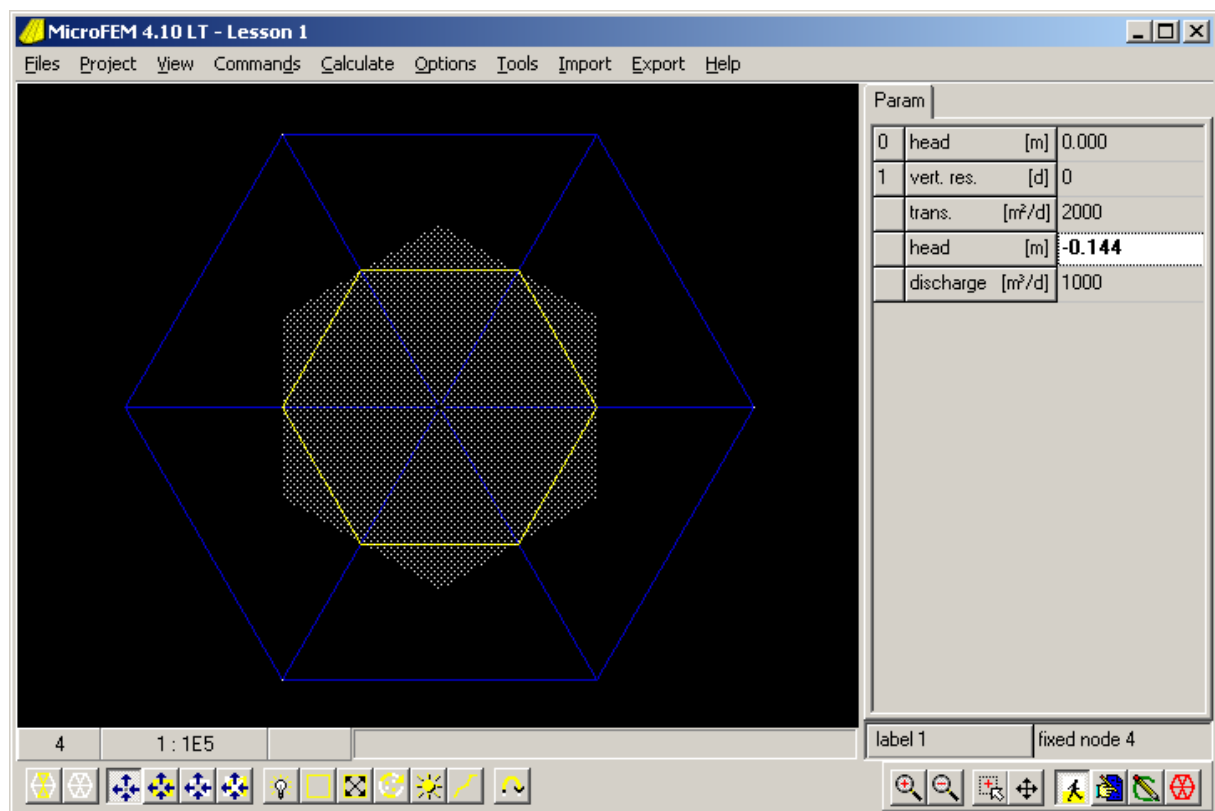 MicroFEM 4.10 LT - Lesson 1
Files Project View Commands Calculate Options Tools Import Export Help
Param
0 head [m] 0.000
1 vert. res. [d] 0
trans. [m²/d] 2000
head [m] -0.144
discharge [m³/d] 1000
4 1 : 1E5
label 1 fixed node 4